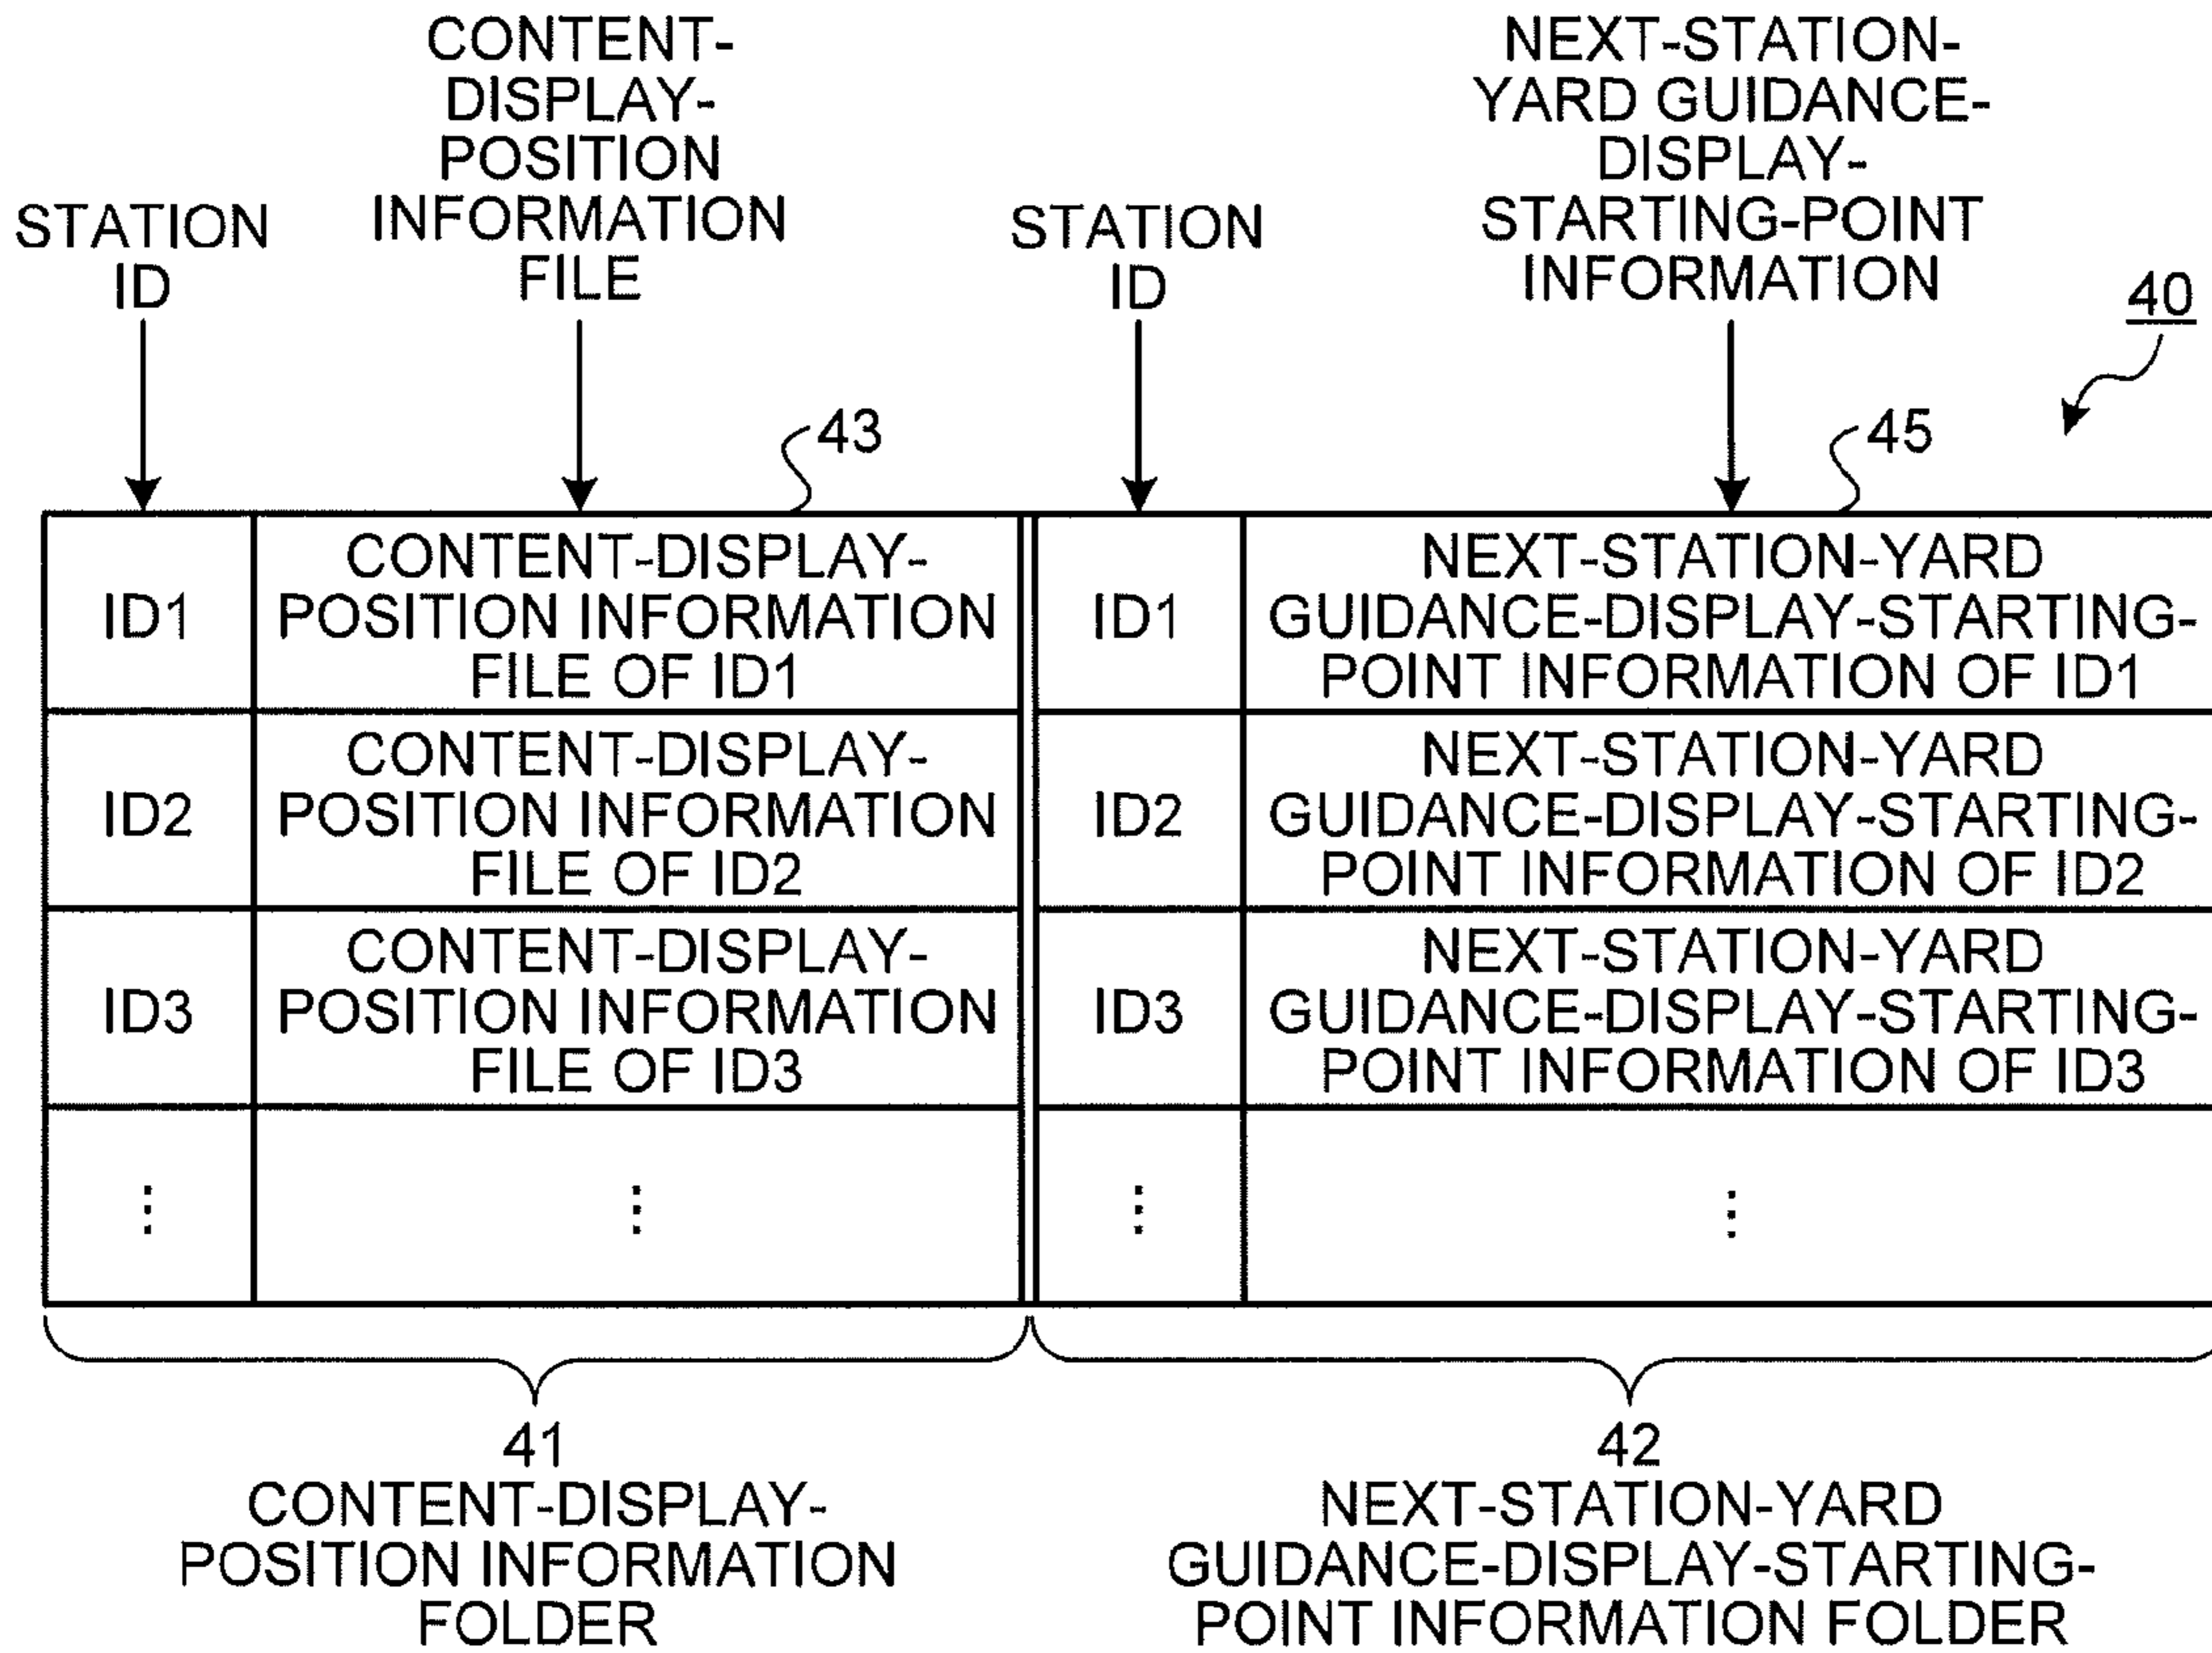 STATION
ID
CONTENT-
DISPLAY-
POSITION
INFORMATION
FILE
STATION
ID
NEXT-STATION-
YARD GUIDANCE-
DISPLAY-
STARTING-POINT
INFORMATION
40
43
45
ID1
CONTENT-DISPLAY-
POSITION INFORMATION
FILE OF ID1
ID1
NEXT-STATION-YARD
GUIDANCE-DISPLAY-STARTING-
POINT INFORMATION OF ID1
ID2
CONTENT-DISPLAY-
POSITION INFORMATION
FILE OF ID2
ID2
NEXT-STATION-YARD
GUIDANCE-DISPLAY-STARTING-
POINT INFORMATION OF ID2
ID3
CONTENT-DISPLAY-
POSITION INFORMATION
FILE OF ID3
ID3
NEXT-STATION-YARD
GUIDANCE-DISPLAY-STARTING-
POINT INFORMATION OF ID3
⋮
⋮
⋮
⋮
41
CONTENT-DISPLAY-
POSITION INFORMATION
FOLDER
42
NEXT-STATION-YARD
GUIDANCE-DISPLAY-STARTING-
POINT INFORMATION FOLDER